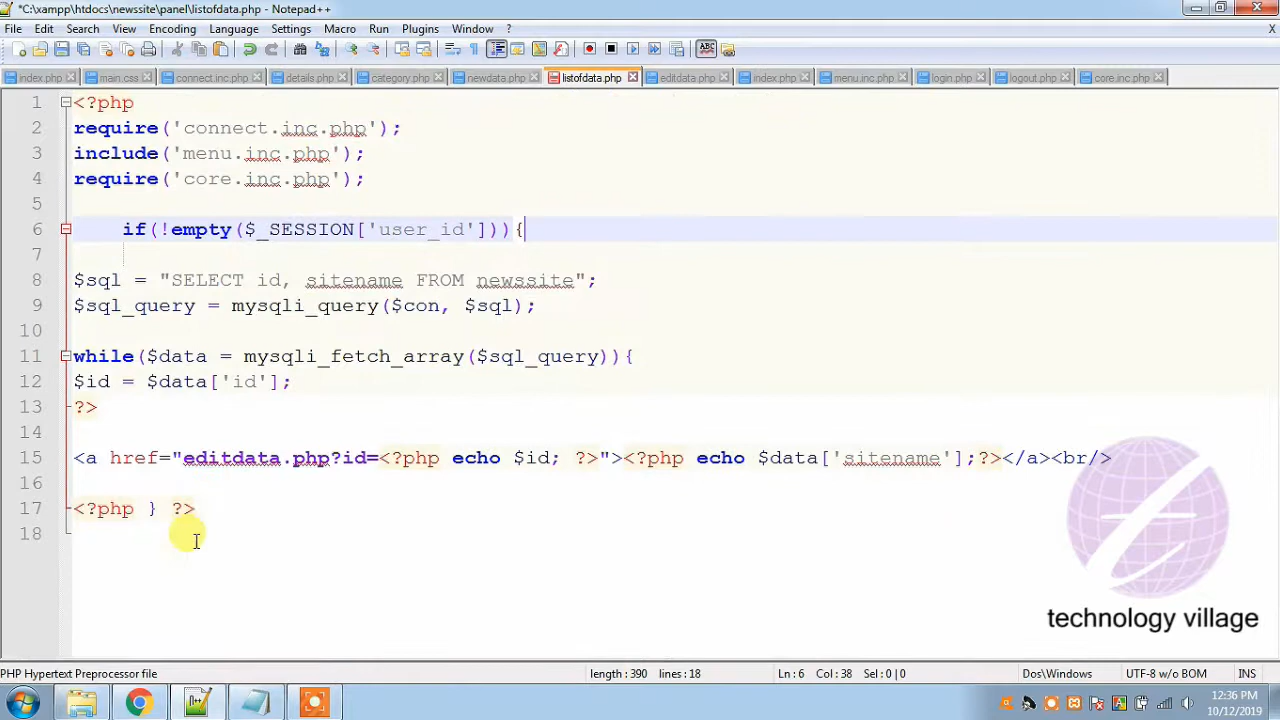 *C:\xampp\htdocs\newssite\panel\listofdata.php - Notepad++
File Edit Search View Encoding Language Settings Macro Run Plugins Window ? X
index.php main.css connect.inc.php details.php category.php newdata.php listofdata.php editdata.php index.php menu.inc.php login.php logout.php core.inc.php
1 <?php
2 require('connect.inc.php');
3 include('menu.inc.php');
4 require('core.inc.php');
5
6 if(!empty($_SESSION['user_id'])){
7
8 $sql = "SELECT id, sitename FROM newssite";
9 $sql_query = mysqli_query($con, $sql);
10
11 while($data = mysqli_fetch_array($sql_query)){
12 $id = $data['id'];
13 ?>
14
15 <a href="editdata.php?id=<?php echo $id; ?>"><?php echo $data['sitename'];?></a><br/>
16
17 <?php } ?>
18
technology village
PHP Hypertext Preprocessor file length:390 lines:18 Ln:6 Col:38 Sel:0|0 Dos\Windows UTF-8 w/o BOM INS
12:36 PM
10/12/2019